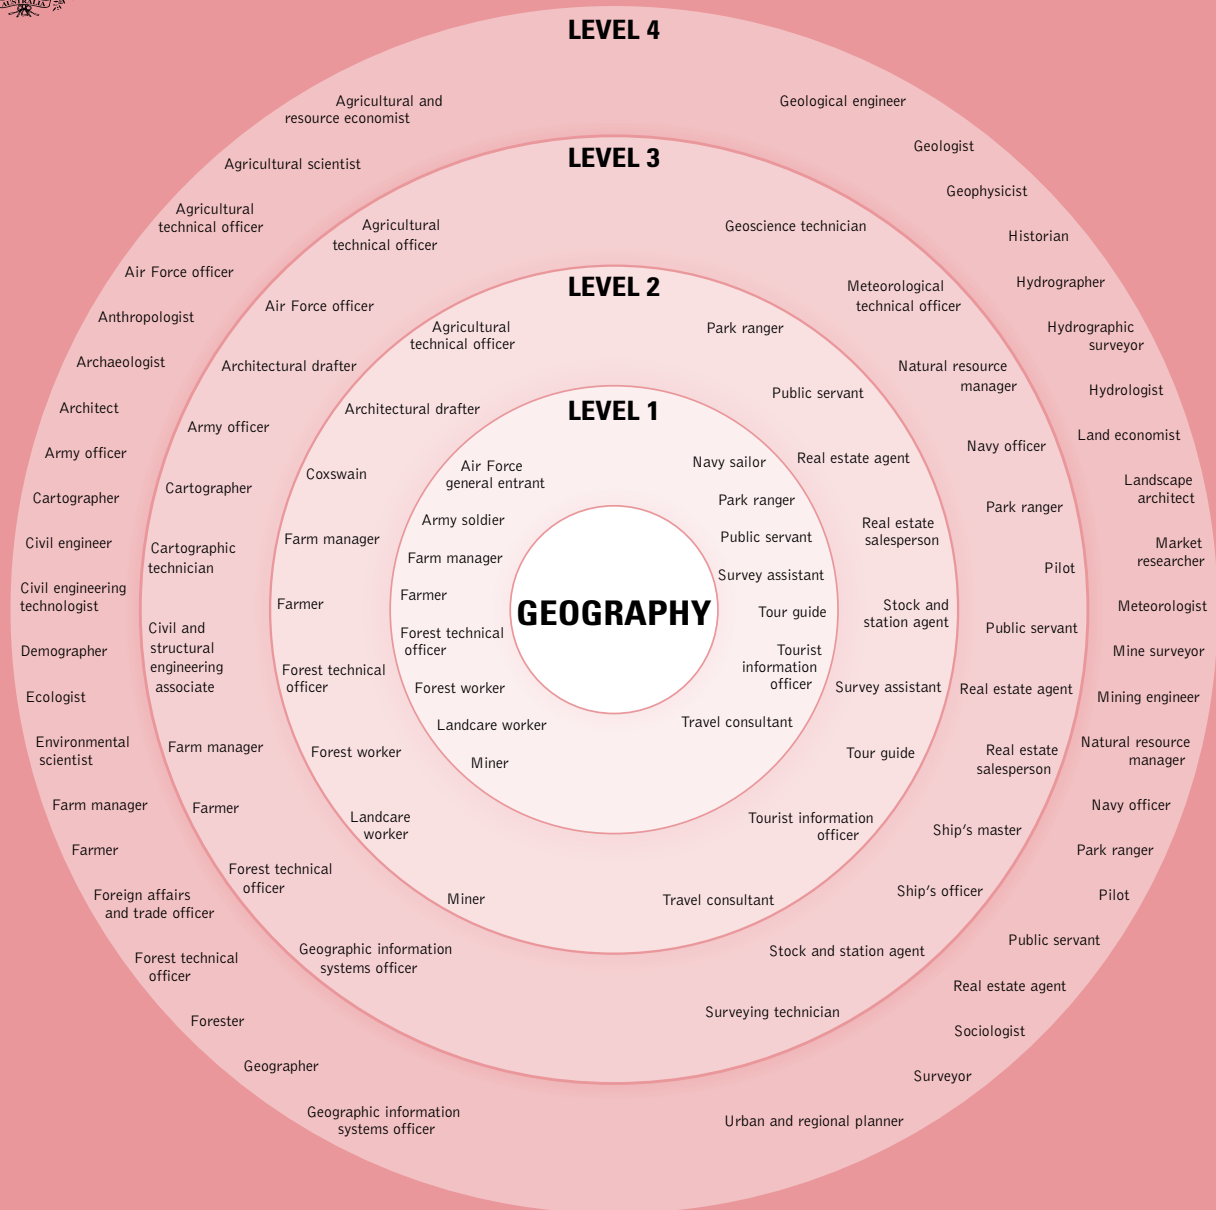 AUSTRALIA
LEVEL 4
Agricultural and
resource economist
Agricultural scientist
Agricultural
technical officer
Air Force officer
Anthropologist
Archaeologist
Architect
Army officer
Cartographer
Civil engineer
Civil engineering
technologist
Demographer
Ecologist
Environmental
scientist
Farm manager
Farmer
Foreign affairs
and trade officer
Forest technical
officer
Forester
Geographer
Geographic information
systems officer
Geological engineer
Geologist
Geophysicist
Historian
Hydrographer
Hydrographic
surveyor
Hydrologist
Land economist
Landscape
architect
Market
researcher
Meteorologist
Mine surveyor
Mining engineer
Natural resource
manager
Navy officer
Park ranger
Pilot
Public servant
Real estate agent
Sociologist
Surveyor
Urban and regional planner
LEVEL 3
Agricultural
technical officer
Air Force officer
Architectural drafter
Army officer
Cartographer
Cartographic
technician
Civil and
structural
engineering
associate
Farm manager
Farmer
Forest technical
officer
Geographic information
systems officer
Geoscience technician
Meteorological
technical officer
Natural resource
manager
Navy officer
Park ranger
Pilot
Public servant
Real estate agent
Real estate
salesperson
Ship's master
Ship's officer
Stock and station agent
Surveying technician
LEVEL 2
Agricultural
technical officer
Architectural drafter
Coxswain
Farm manager
Farmer
Forest technical
officer
Forest worker
Landcare
worker
Miner
Park ranger
Public servant
Real estate agent
Real estate
salesperson
Stock and
station agent
Survey assistant
Tour guide
Tourist information
officer
Travel consultant
LEVEL 1
Air Force
general entrant
Army soldier
Farm manager
Farmer
Forest technical
officer
Forest worker
Landcare worker
Miner
Navy sailor
Park ranger
Public servant
Survey assistant
Tour guide
Tourist
information
officer
Travel consultant
GEOGRAPHY